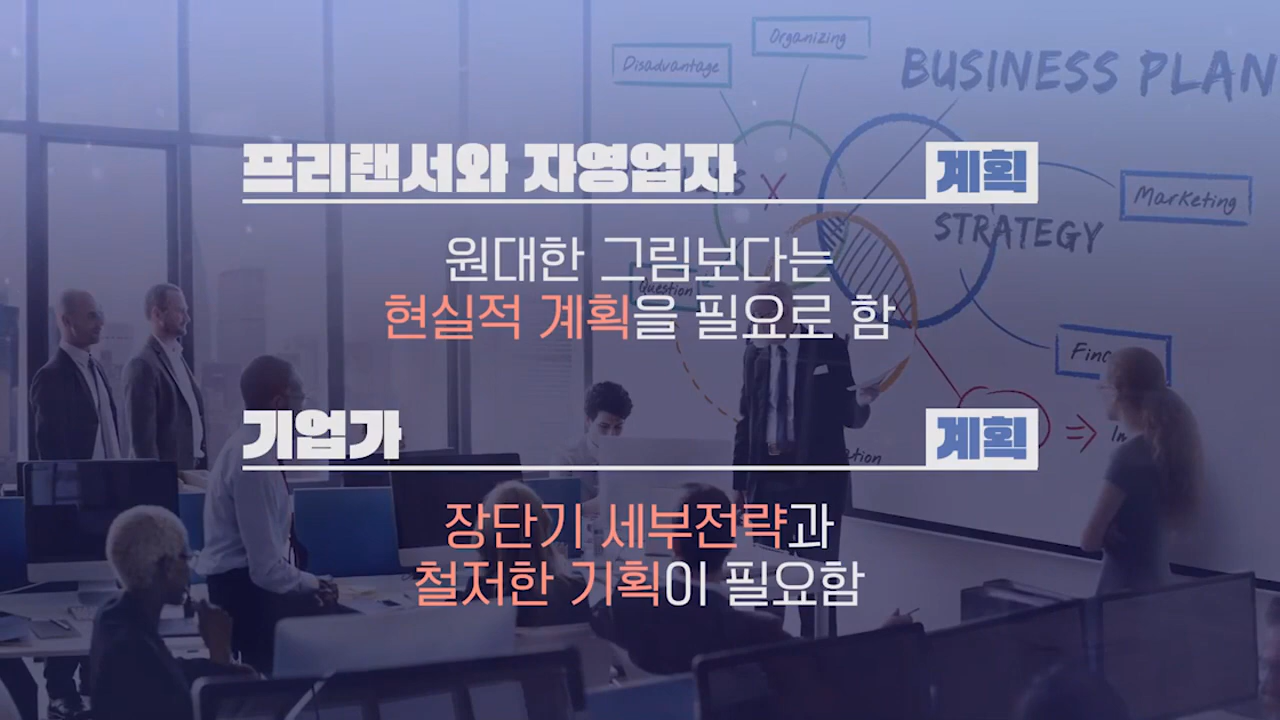 Organizing
Disadvantage
BUSINESS PLAN
프리랜서와 자영업자 계획
Marketing
STRATEGY
원대한 그림보다는
Question
현실적 계획을 필요로 함
기업가 계획
장단기 세부전략과
철저한 기획이 필요함